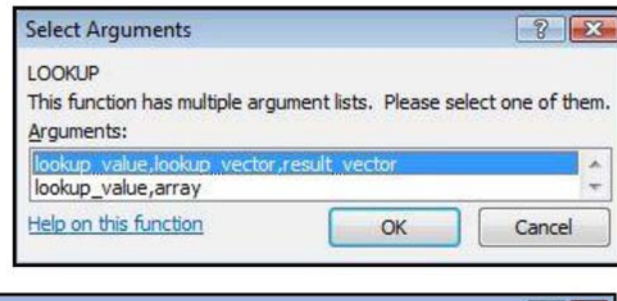 Select Arguments
LOOKUP
This function has multiple argument lists. Please select one of them.
Arguments:
lookup_value,lookup_vector,result_vector
lookup_value,array
Help on this function
OK
Cancel